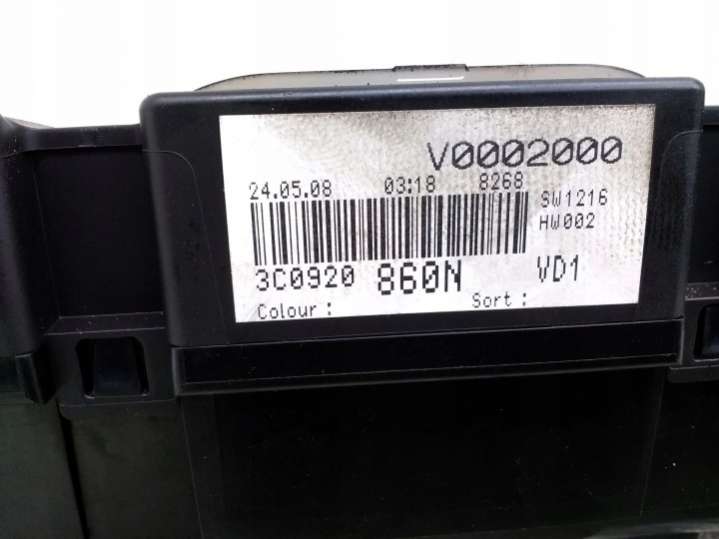 V0002000
24.05.08 03:18 8268
SW1216
HW002
3C0920 860N VD1
Colour : Sort :